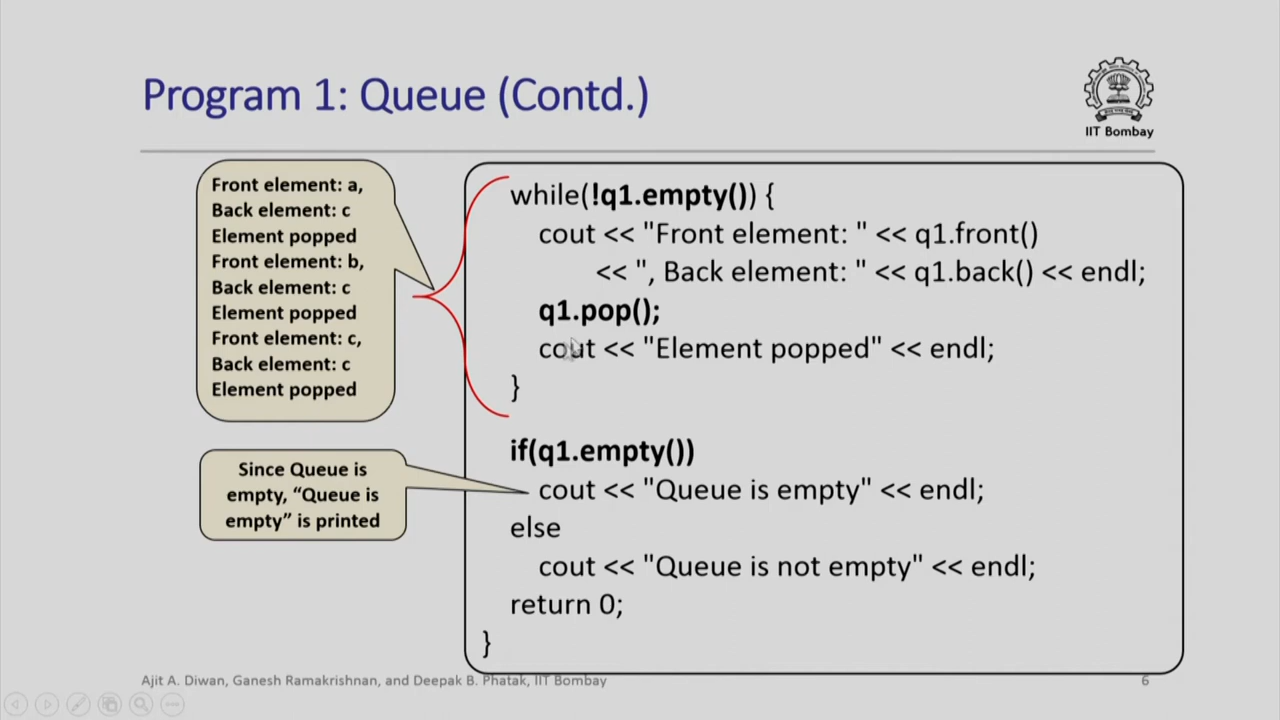 Program 1: Queue (Contd.)
IIT Bombay
Front element: a,
Back element: c
Element popped
Front element: b,
Back element: c
Element popped
Front element: c,
Back element: c
Element popped
while(!q1.empty()) {
cout << "Front element: " << q1.front()
<< ", Back element: " << q1.back() << endl;
q1.pop();
cout << "Element popped" << endl;
}
Since Queue is
empty, “Queue is
empty” is printed
if(q1.empty())
cout << "Queue is empty" << endl;
else
cout << "Queue is not empty" << endl;
return 0;
}
Ajit A. Diwan, Ganesh Ramakrishnan, and Deepak B. Phatak, IIT Bombay
6